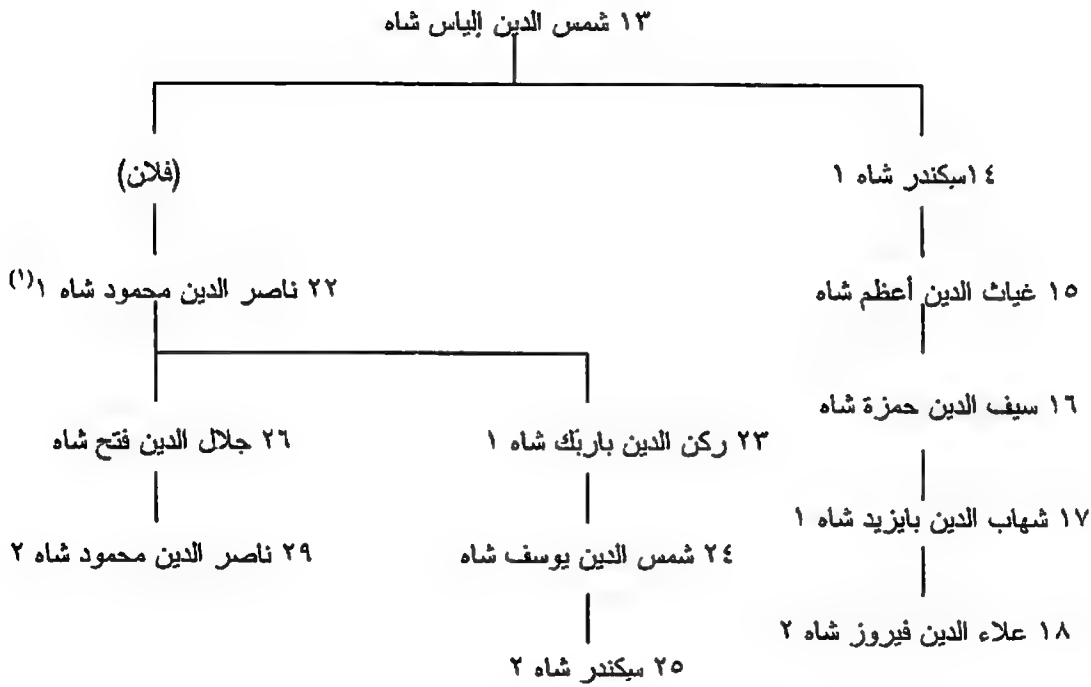 ١٣ شمس الدين إلياس شاه
١٤ سيكندر شاه ١
(فلان)
١٥ غياث الدين أعظم شاه
٢٢ ناصر الدين محمود شاه ١(١)
١٦ سيف الدين حمزة شاه
٢٣ ركن الدين باربّك شاه ١
٢٦ جلال الدين فتح شاه
١٧ شهاب الدين بايزيد شاه ١
٢٤ شمس الدين يوسف شاه
٢٩ ناصر الدين محمود شاه ٢
١٨ علاء الدين فيروز شاه ٢
٢٥ سيكندر شاه ٢